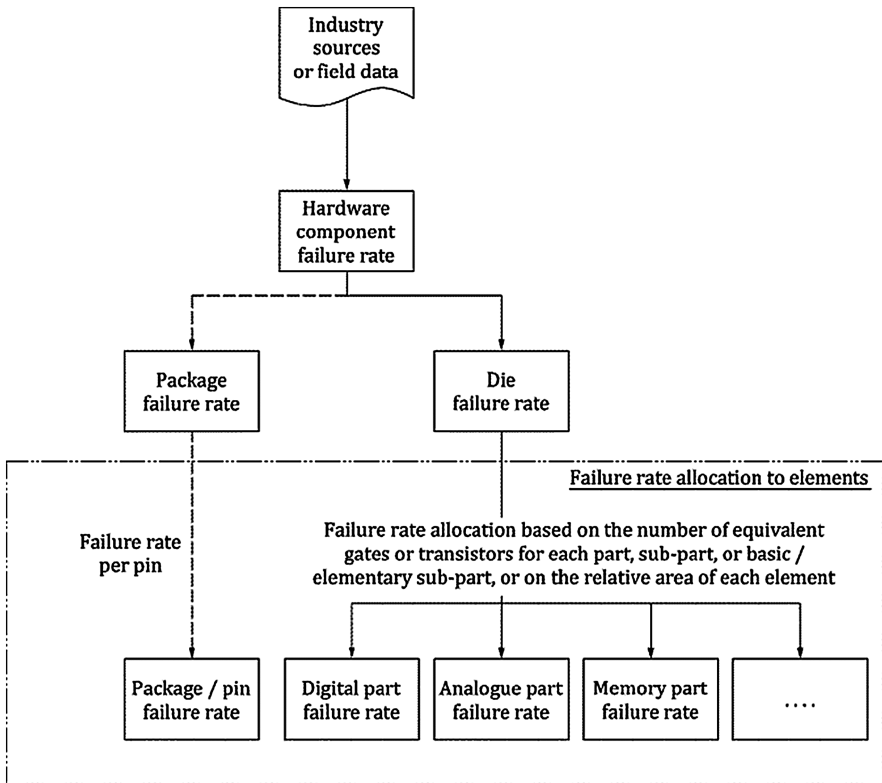 Industry
sources
or field data
Hardware
component
failure rate
Package
failure rate
Die
failure rate
Failure rate allocation to elements
Failure rate
per pin
Failure rate allocation based on the number of equivalent
gates or transistors for each part, sub-part, or basic /
elementary sub-part, or on the relative area of each element
Package / pin
failure rate
Digital part
failure rate
Analogue part
failure rate
Memory part
failure rate
....